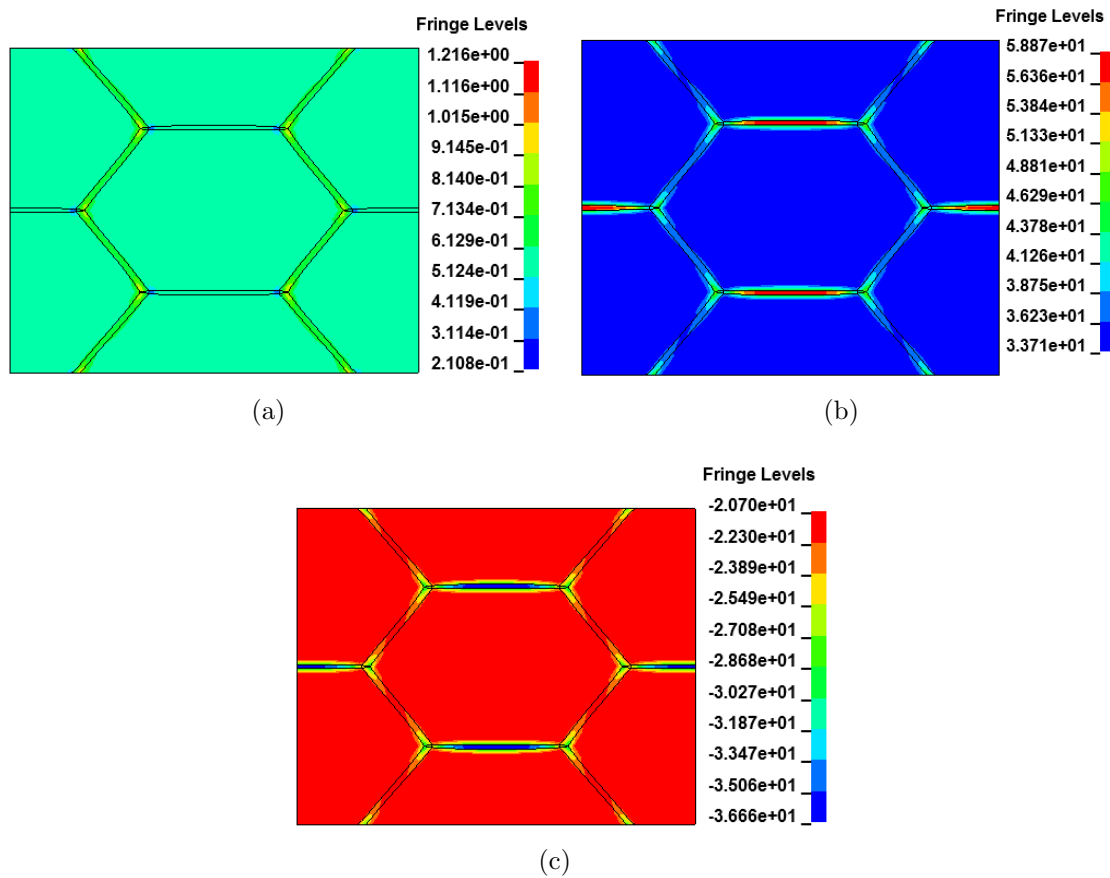 Fringe Levels
1.216e+00
1.116e+00
1.015e+00
9.145e-01
8.140e-01
7.134e-01
6.129e-01
5.124e-01
4.119e-01
3.114e-01
2.108e-01
(a)
Fringe Levels
5.887e+01
5.636e+01
5.384e+01
5.133e+01
4.881e+01
4.629e+01
4.378e+01
4.126e+01
3.875e+01
3.623e+01
3.371e+01
(b)
Fringe Levels
-2.070e+01
-2.230e+01
-2.389e+01
-2.549e+01
-2.708e+01
-2.868e+01
-3.027e+01
-3.187e+01
-3.347e+01
-3.506e+01
-3.666e+01
(c)